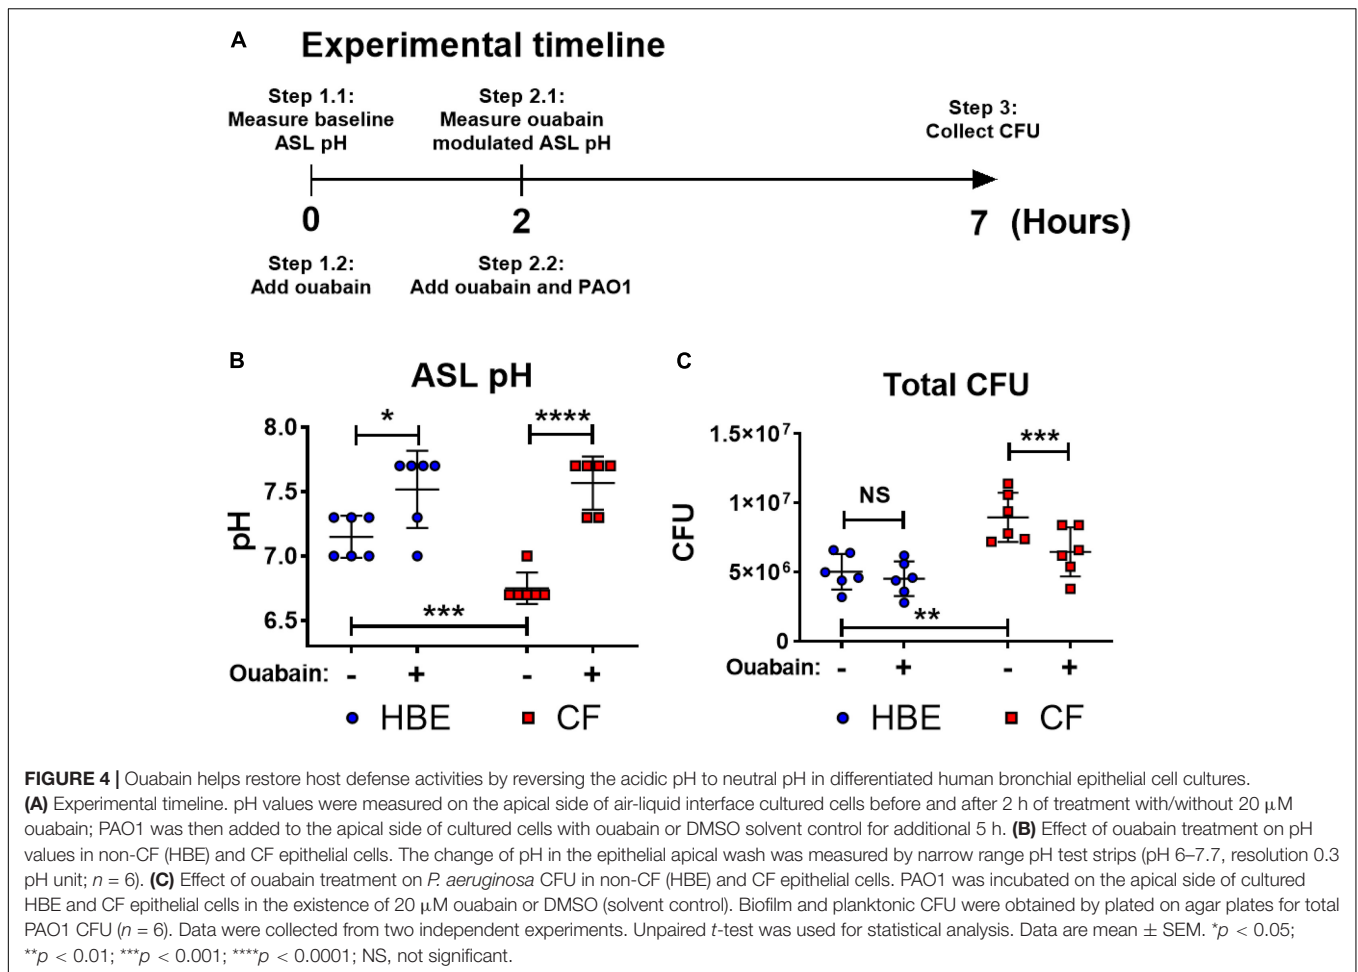 A
Experimental timeline
Step 1.1:
Measure baseline
ASL pH
Step 2.1:
Measure ouabain
modulated ASL pH
Step 3:
Collect CFU
0
2
7 (Hours)
Step 1.2:
Add ouabain
Step 2.2:
Add ouabain and PAO1
B
ASL pH
pH
8.0
7.5
7.0
6.5
*
****
***
Ouabain: - + - +
HBE CF
C
Total CFU
CFU
1.5×10⁷
1×10⁷
5×10⁶
0
NS
***
**
Ouabain: - + - +
HBE CF
FIGURE 4 | Ouabain helps restore host defense activities by reversing the acidic pH to neutral pH in differentiated human bronchial epithelial cell cultures.
(A) Experimental timeline. pH values were measured on the apical side of air-liquid interface cultured cells before and after 2 h of treatment with/without 20 μM
ouabain; PAO1 was then added to the apical side of cultured cells with ouabain or DMSO solvent control for additional 5 h. (B) Effect of ouabain treatment on pH
values in non-CF (HBE) and CF epithelial cells. The change of pH in the epithelial apical wash was measured by narrow range pH test strips (pH 6–7.7, resolution 0.3
pH unit; n = 6). (C) Effect of ouabain treatment on P. aeruginosa CFU in non-CF (HBE) and CF epithelial cells. PAO1 was incubated on the apical side of cultured
HBE and CF epithelial cells in the existence of 20 μM ouabain or DMSO (solvent control). Biofilm and planktonic CFU were obtained by plated on agar plates for total
PAO1 CFU (n = 6). Data were collected from two independent experiments. Unpaired t-test was used for statistical analysis. Data are mean ± SEM. *p < 0.05;
**p < 0.01; ***p < 0.001; ****p < 0.0001; NS, not significant.